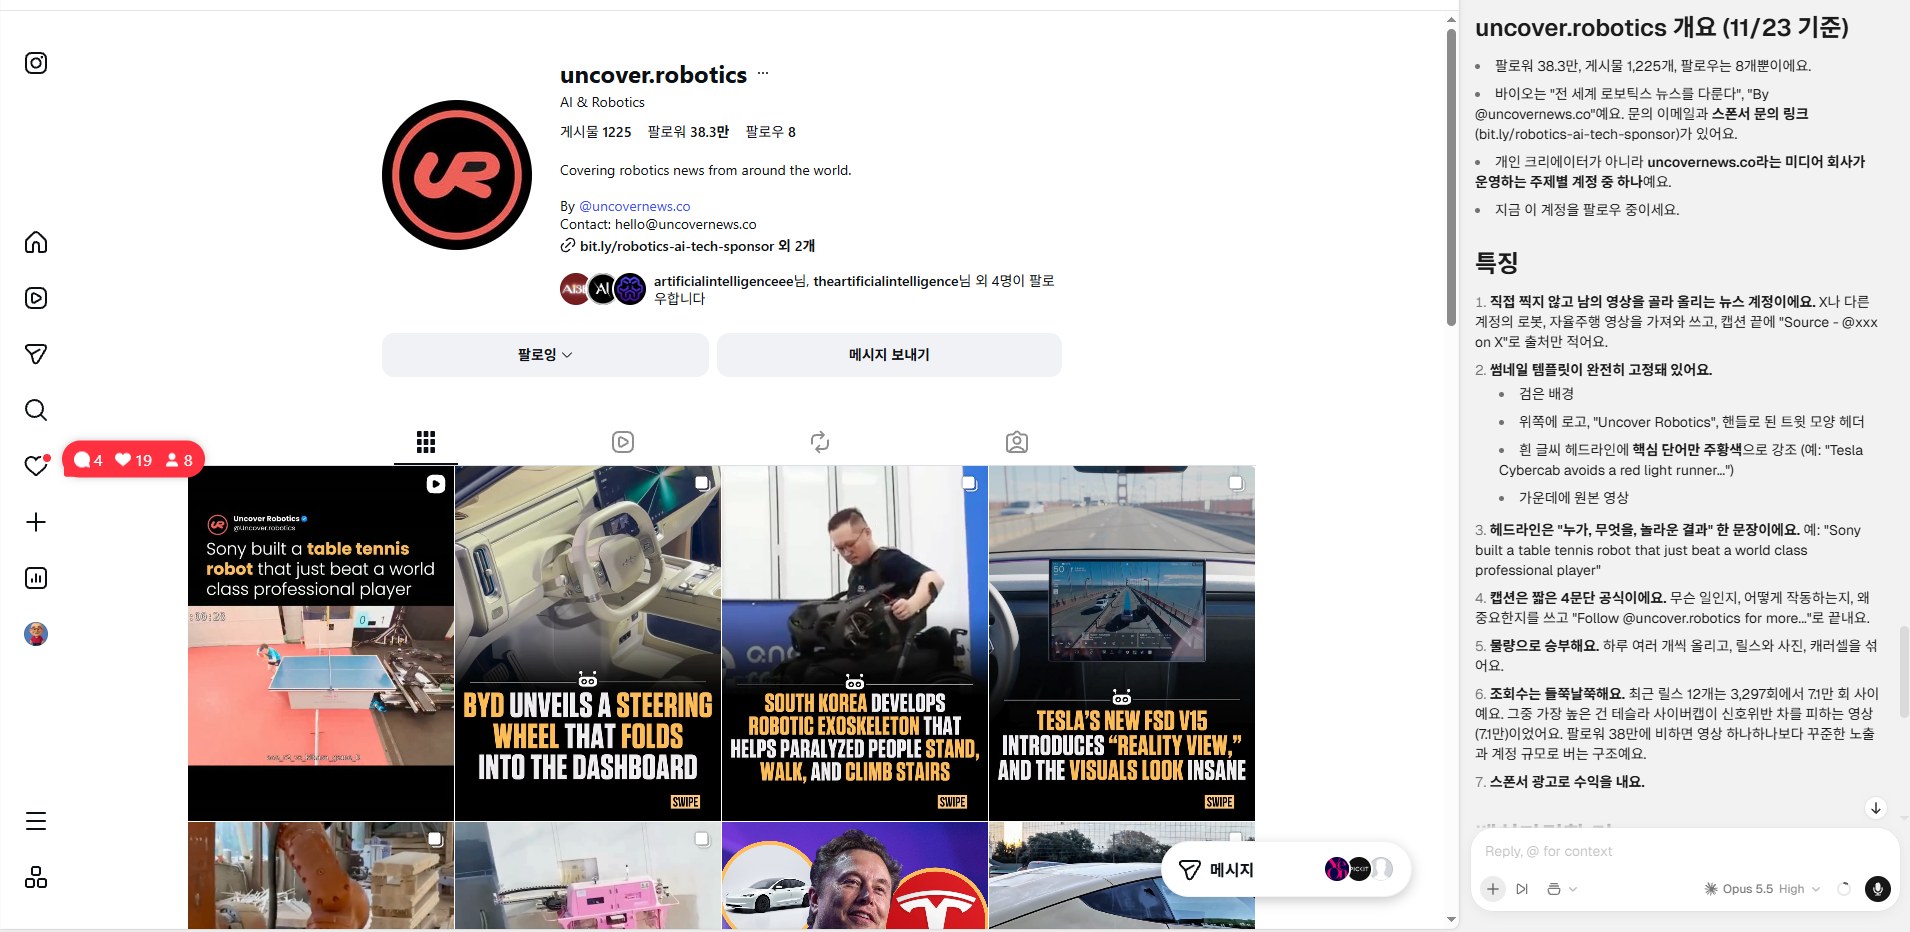 uncover.robotics ...
AI & Robotics
게시물 1225 팔로워 38.3만 팔로우 8
Covering robotics news from around the world.
By @uncovernews.co
Contact: hello@uncovernews.co
bit.ly/robotics-ai-tech-sponsor 외 2개
artificialintelligenceee님, theartificialintelligence님 외 4명이 팔로
우합니다
팔로잉
메시지 보내기
4 19 8
Uncover Robotics
@Uncover.robotics
Sony built a table tennis
robot that just beat a world
class professional player
:00:28
0 1
BYD UNVEILS A STEERING
WHEEL THAT FOLDS
INTO THE DASHBOARD
SWIPE
SOUTH KOREA DEVELOPS
ROBOTIC EXOSKELETON THAT
HELPS PARALYZED PEOPLE STAND,
WALK, AND CLIMB STAIRS
SWIPE
50
TESLA'S NEW FSD V15
INTRODUCES “REALITY VIEW,”
AND THE VISUALS LOOK INSANE
SWIPE
메시지
uncover.robotics 개요 (11/23 기준)
• 팔로워 38.3만, 게시물 1,225개, 팔로우는 8개뿐이에요.
• 바이오는 "전 세계 로보틱스 뉴스를 다룬다", "By
@uncovernews.co"예요. 문의 이메일과 스폰서 문의 링크
(bit.ly/robotics-ai-tech-sponsor)가 있어요.
• 개인 크리에이터가 아니라 uncovernews.co라는 미디어 회사가
운영하는 주제별 계정 중 하나예요.
• 지금 이 계정을 팔로우 중이세요.
특징
1. 직접 찍지 않고 남의 영상을 골라 올리는 뉴스 계정이에요. X나 다른
계정의 로봇, 자율주행 영상을 가져와 쓰고, 캡션 끝에 "Source - @xxx
on X"로 출처만 적어요.
2. 썸네일 템플릿이 완전히 고정돼 있어요.
• 검은 배경
• 위쪽에 로고, "Uncover Robotics", 핸들로 된 트윗 모양 헤더
• 흰 글씨 헤드라인에 핵심 단어만 주황색으로 강조 (예: "Tesla
Cybercab avoids a red light runner...")
• 가운데에 원본 영상
3. 헤드라인은 "누가, 무엇을, 놀라운 결과" 한 문장이에요. 예: "Sony
built a table tennis robot that just beat a world class
professional player"
4. 캡션은 짧은 4문단 공식이에요. 무슨 일인지, 어떻게 작동하는지, 왜
중요한지를 쓰고 "Follow @uncover.robotics for more..."로 끝내요.
5. 물량으로 승부해요. 하루 여러 개씩 올리고, 릴스와 사진, 캐러셀을 섞
어요.
6. 조회수는 들쭉날쭉해요. 최근 릴스 12개는 3,297회에서 7.1만 회 사이
예요. 그중 가장 높은 건 테슬라 사이버캡이 신호위반 차를 피하는 영상
(7.1만)이었어요. 팔로워 38만에 비하면 영상 하나하나보다 꾸준한 노출
과 계정 규모로 버는 구조예요.
7. 스폰서 광고로 수익을 내요.
Reply, @ for context
Opus 5.5 High